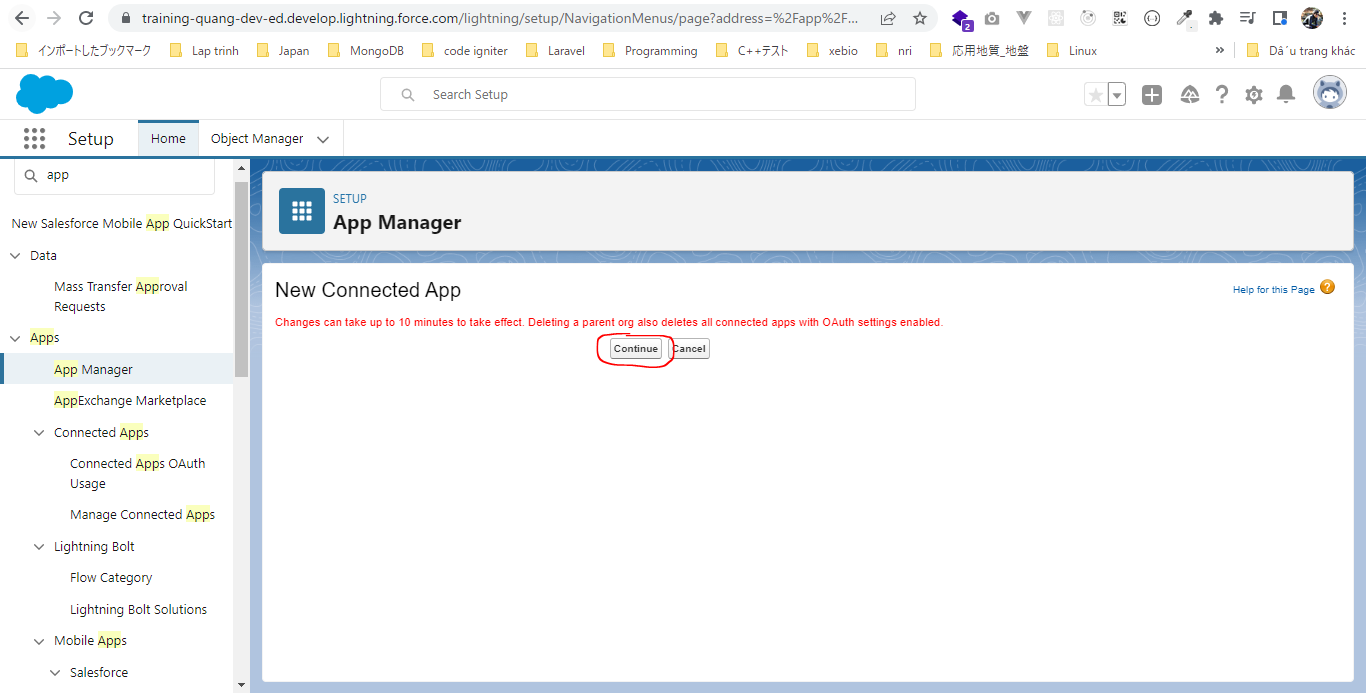 training-quang-dev-ed.develop.lightning.force.com/lightning/setup/NavigationMenus/page?address=%2Fapp%2F...
2
インポートしたブックマーク Lap trinh Japan MongoDB code igniter Laravel Programming C++テスト xebio nri 応用地質_地盤 Linux » Dấu trang khác
Search Setup
Setup Home Object Manager
app
New Salesforce Mobile App QuickStart
Data
Mass Transfer Approval
Requests
Apps
App Manager
AppExchange Marketplace
Connected Apps
Connected Apps OAuth
Usage
Manage Connected Apps
Lightning Bolt
Flow Category
Lightning Bolt Solutions
Mobile Apps
Salesforce
SETUP
App Manager
New Connected App
Help for this Page ?
Changes can take up to 10 minutes to take effect. Deleting a parent org also deletes all connected apps with OAuth settings enabled.
Continue Cancel